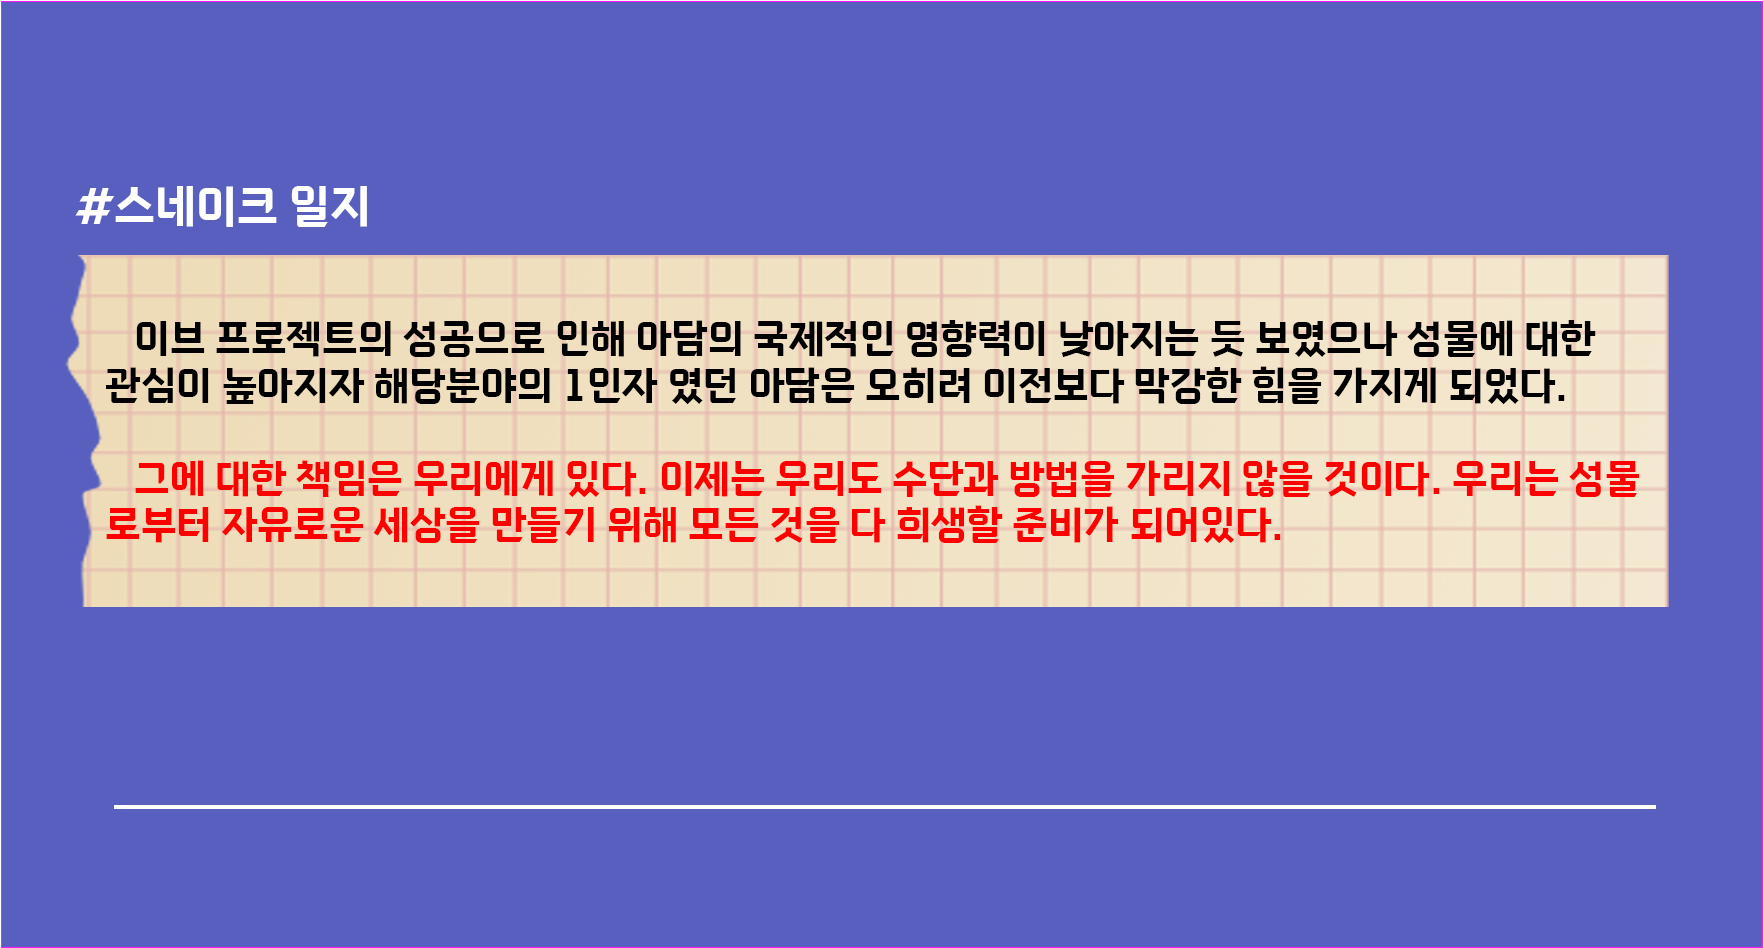 #스네이크 일지
이브 프로젝트의 성공으로 인해 아담의 국제적인 영향력이 낮아지는 듯 보였으나 성물에 대한
관심이 높아지자 해당분야의 1인자 였던 아담은 오히려 이전보다 막강한 힘을 가지게 되었다.
그에 대한 책임은 우리에게 있다. 이제는 우리도 수단과 방법을 가리지 않을 것이다. 우리는 성물
로부터 자유로운 세상을 만들기 위해 모든 것을 다 희생할 준비가 되어있다.